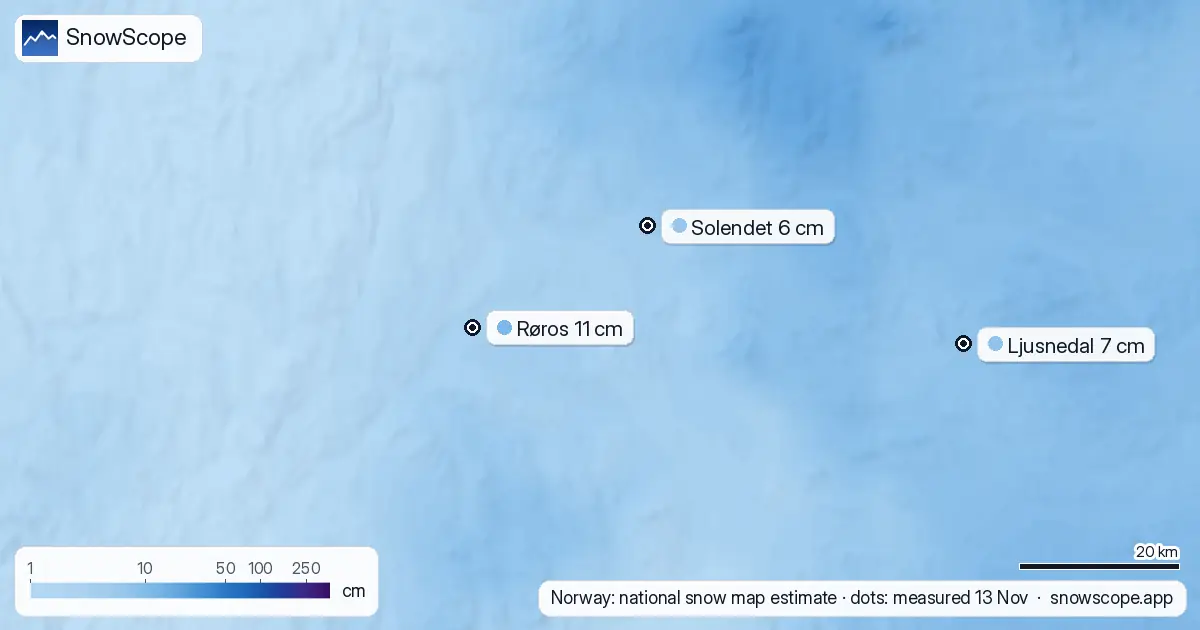 SnowScope
Solendet 6 cm
Røros 11 cm
Ljusnedal 7 cm
1 10 50 100 250
cm
20 km
Norway: national snow map estimate · dots: measured 13 Nov · snowscope.app